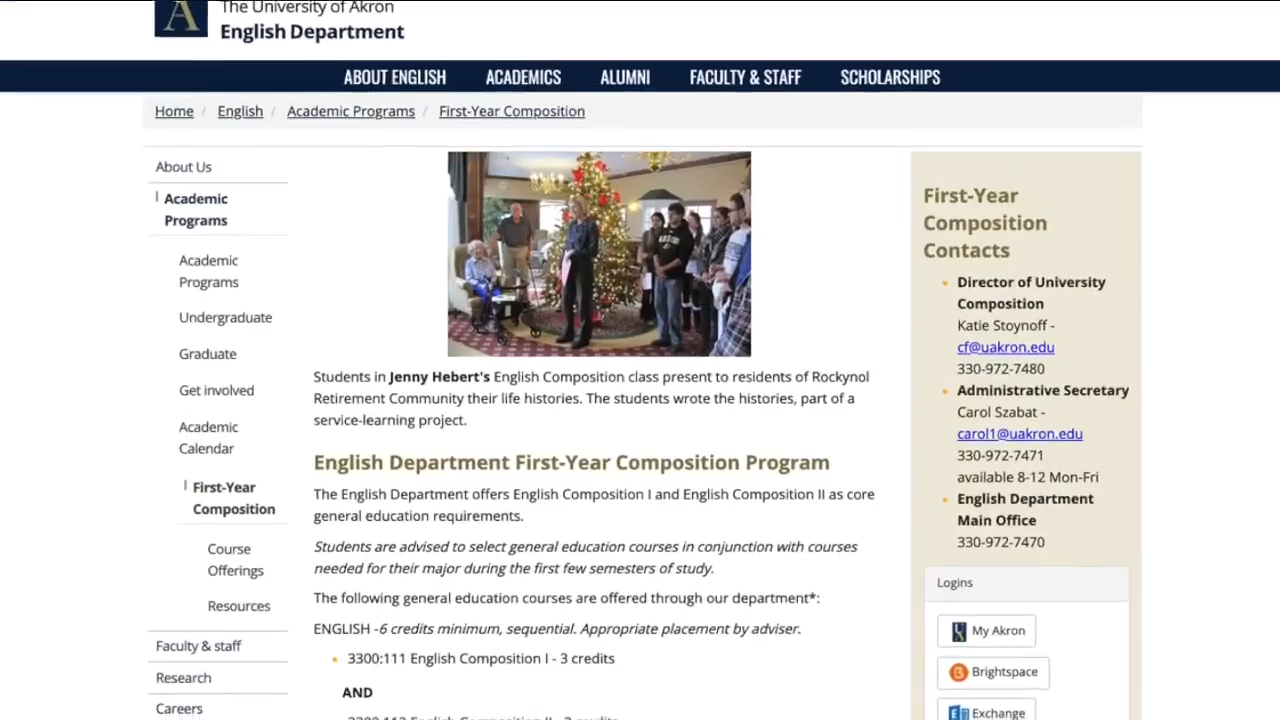 The University of Akron
English Department
ABOUT ENGLISH
ACADEMICS
ALUMNI
FACULTY & STAFF
SCHOLARSHIPS
Home / English / Academic Programs / First-Year Composition
About Us
Academic
Programs
Academic
Programs
Undergraduate
Graduate
Get involved
Academic
Calendar
First-Year
Composition
Course
Offerings
Resources
Faculty & staff
Research
Careers
Students in Jenny Hebert's English Composition class present to residents of Rockynol
Retirement Community their life histories. The students wrote the histories, part of a
service-learning project.
English Department First-Year Composition Program
The English Department offers English Composition I and English Composition II as core
general education requirements.
Students are advised to select general education courses in conjunction with courses
needed for their major during the first few semesters of study.
The following general education courses are offered through our department*:
ENGLISH -6 credits minimum, sequential. Appropriate placement by adviser.
3300:111 English Composition I - 3 credits
AND
3300:112 English Composition II - 3 credits
First-Year
Composition
Contacts
Director of University
Composition
Katie Stoynoff -
cf@uakron.edu
330-972-7480
Administrative Secretary
Carol Szabat -
carol1@uakron.edu
330-972-7471
available 8-12 Mon-Fri
English Department
Main Office
330-972-7470
Logins
My Akron
Brightspace
Exchange